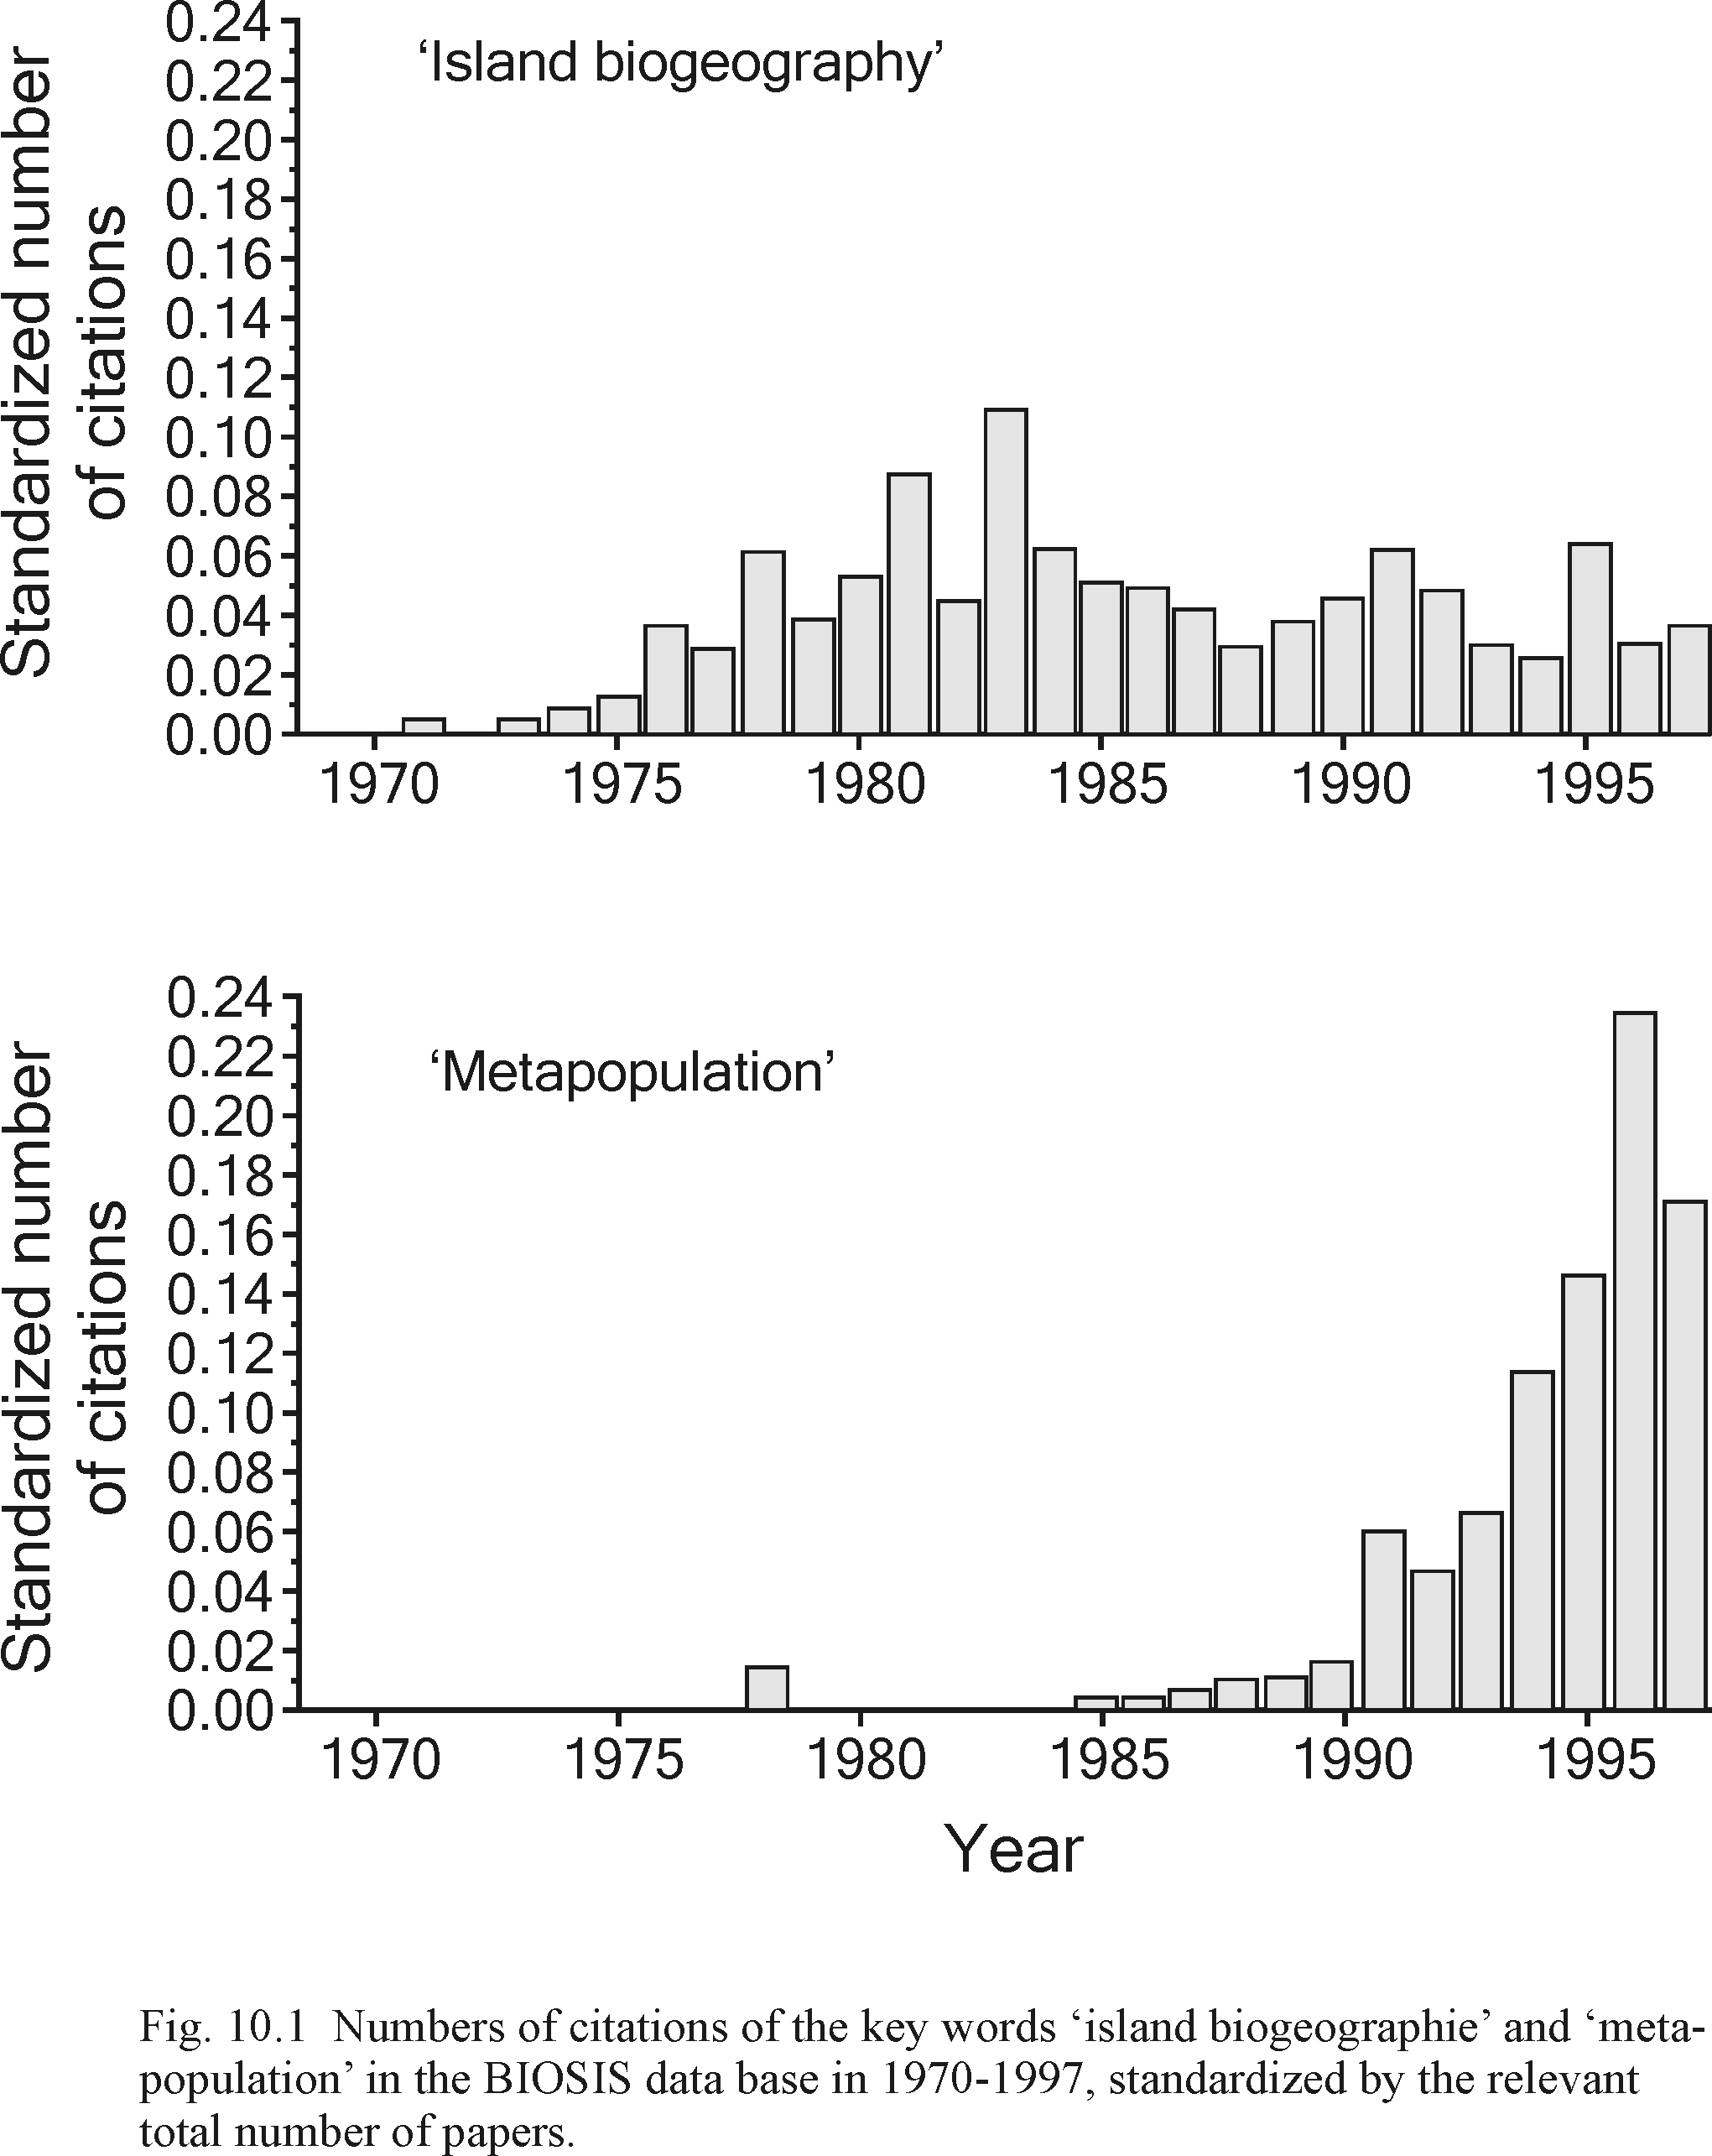 0.24
0.22
0.20
0.18
0.16
0.14
0.12
0.10
0.08
0.06
0.04
0.02
0.00
Standardized number
of citations
‘Island biogeography’
1970 1975 1980 1985 1990 1995
0.24
0.22
0.20
0.18
0.16
0.14
0.12
0.10
0.08
0.06
0.04
0.02
0.00
Standardized number
of citations
‘Metapopulation’
1970 1975 1980 1985 1990 1995
Year
Fig. 10.1 Numbers of citations of the key words ‘island biogeographie’ and ‘meta-
population’ in the BIOSIS data base in 1970-1997, standardized by the relevant
total number of papers.